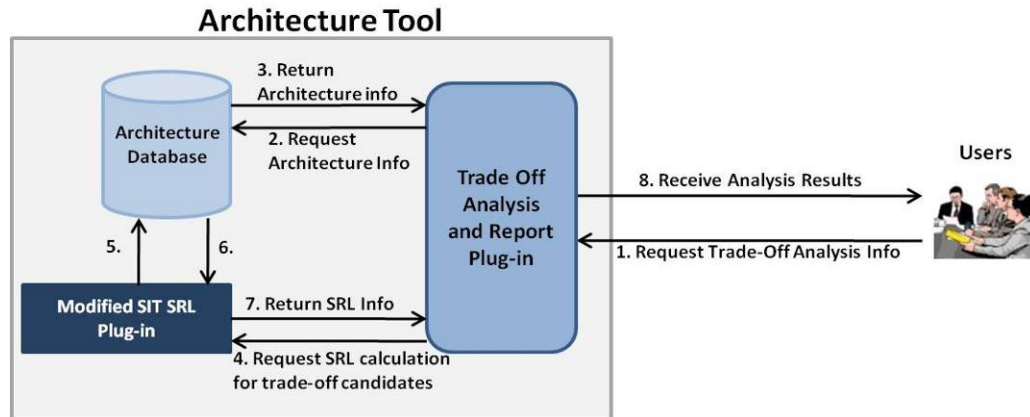 Architecture Tool
3. Return
Architecture info
2. Request
Architecture Info
Architecture
Database
Trade Off
Analysis
and Report
Plug-in
Users
8. Receive Analysis Results
1. Request Trade-Off Analysis Info
5.
6.
Modified SIT SRL
Plug-in
7. Return SRL Info
4. Request SRL calculation
for trade-off candidates